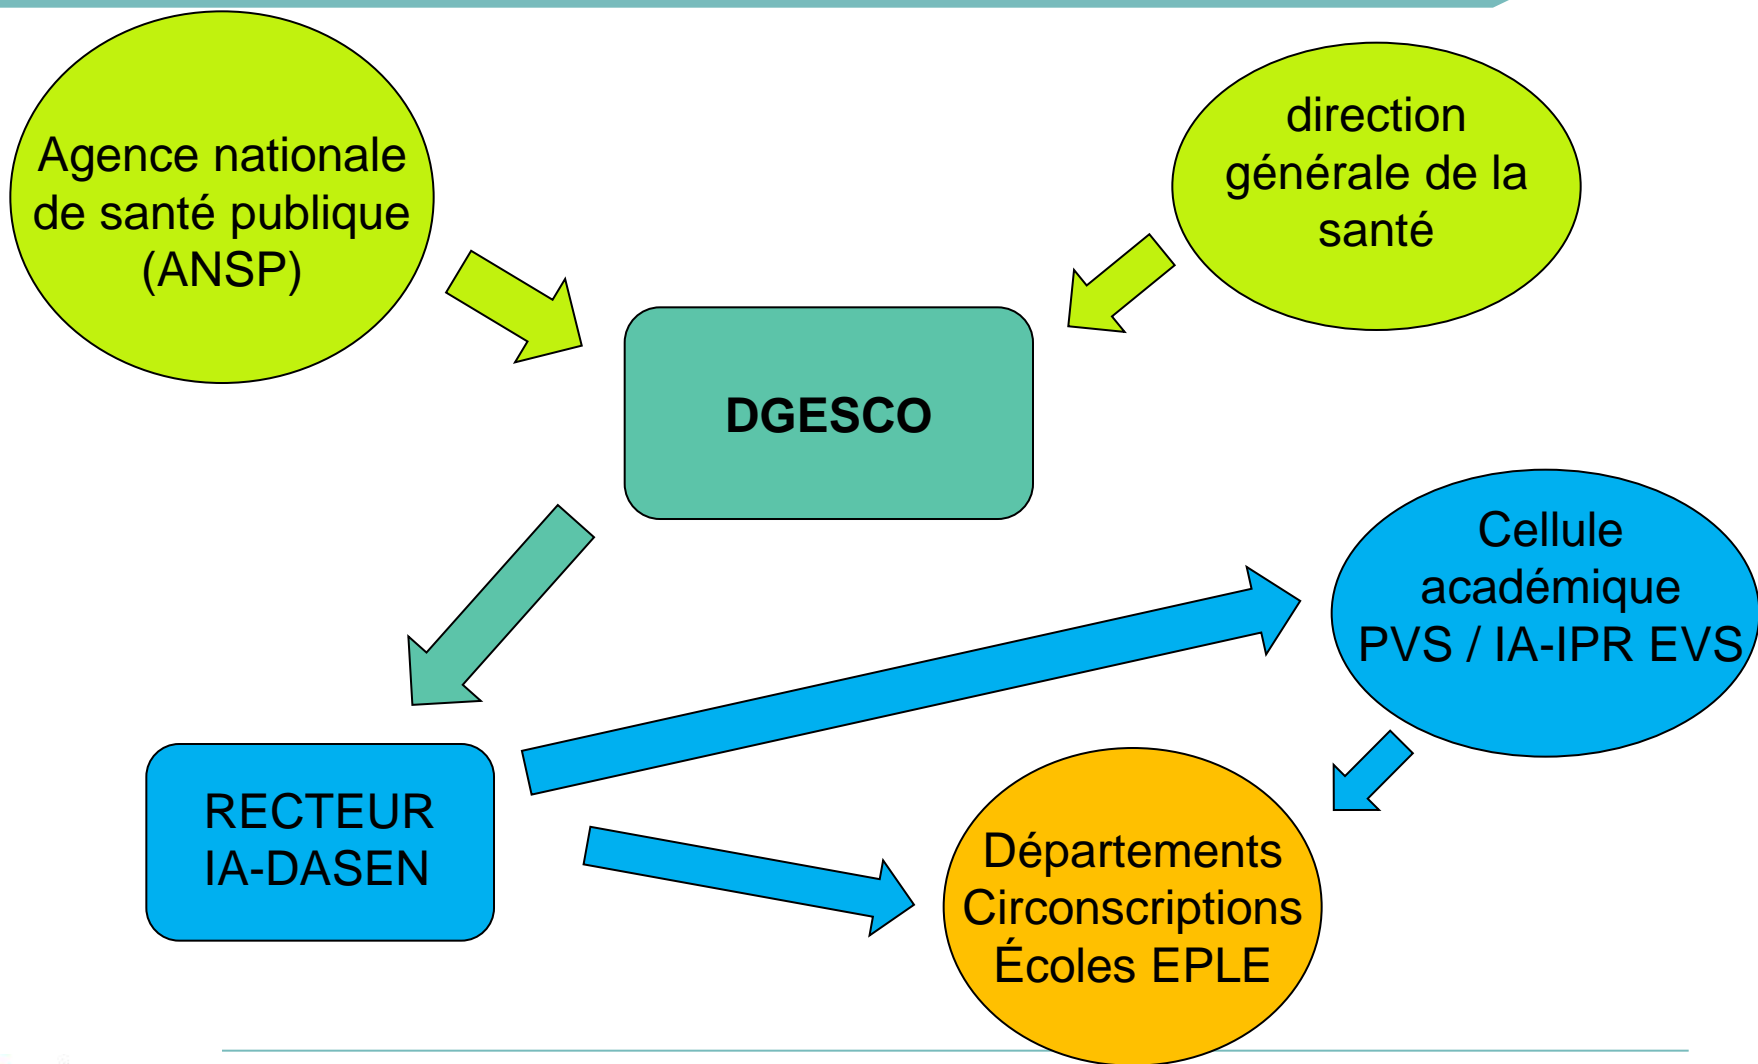 Agence nationale
de santé publique
(ANSP)
direction
générale de la
santé
DGESCO
Cellule
académique
PVS / IA-IPR EVS
RECTEUR
IA-DASEN
Départements
Circonscriptions
Écoles EPLE